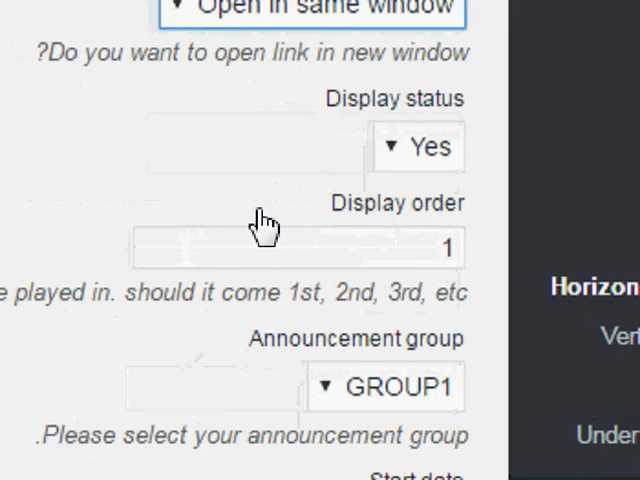 Open in same window
?Do you want to open link in new window
Display status
Yes
Display order
1
e played in. should it come 1st, 2nd, 3rd, etc
Announcement group
GROUP1
.Please select your announcement group
Start date
Horizon
Vert
Under